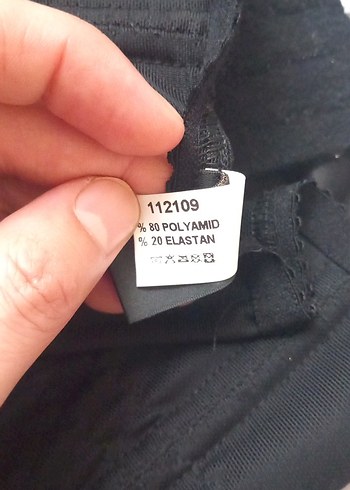 112109
% 80 POLYAMID
% 20 ELASTAN